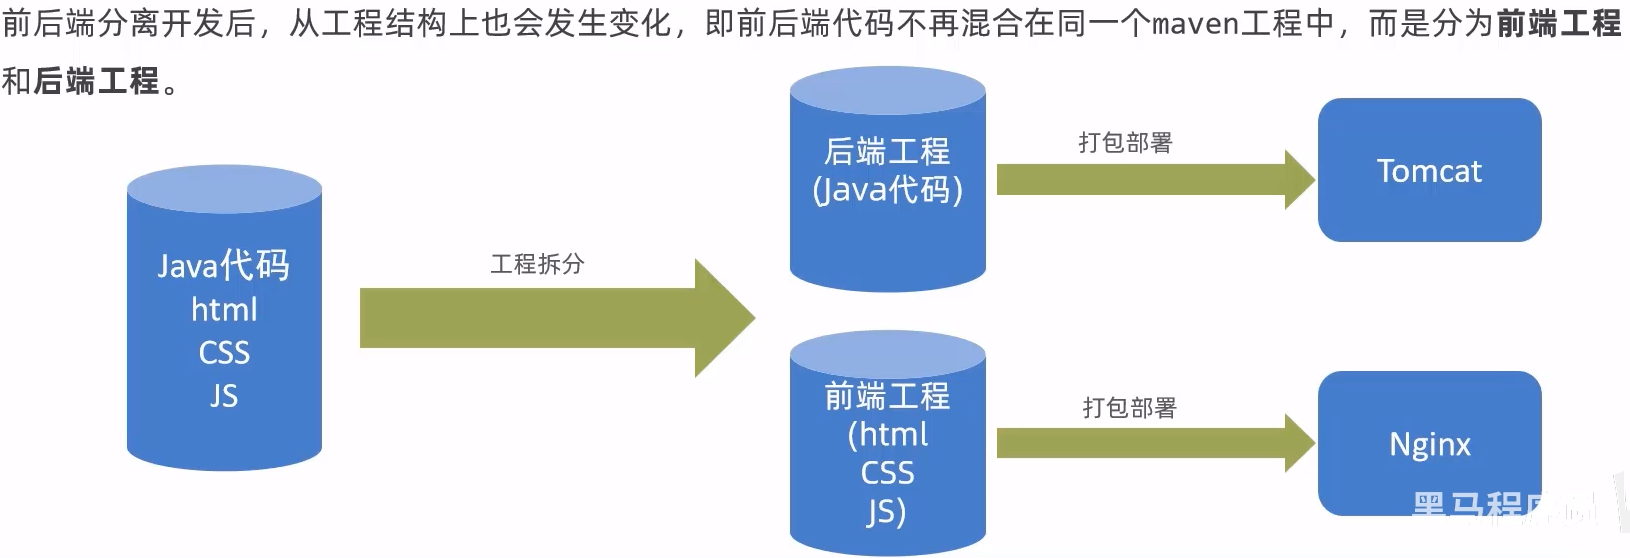 前后端分离开发后，从工程结构上也会发生变化，即前后端代码不再混合在同一个maven工程中，而是分为前端工程
和后端工程。
Java代码
html
CSS
JS
工程拆分
后端工程
(Java代码)
打包部署
Tomcat
前端工程
(html
CSS
JS)
打包部署
Nginx
黑马程序员